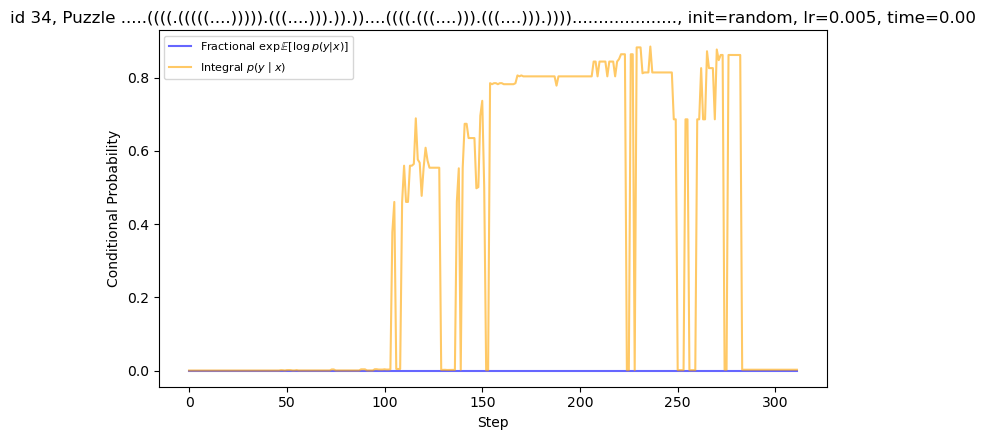 id 34, Puzzle .....((((.(((((....))))).(((....))).)).))....((((.(((....))).(((....))).))))....................., init=random, lr=0.005, time=0.00
Fractional exp𝔼[log p(y|x)]
Integral p(y | x)
Conditional Probability
0.8
0.6
0.4
0.2
0.0
0 50 100 150 200 250 300
Step